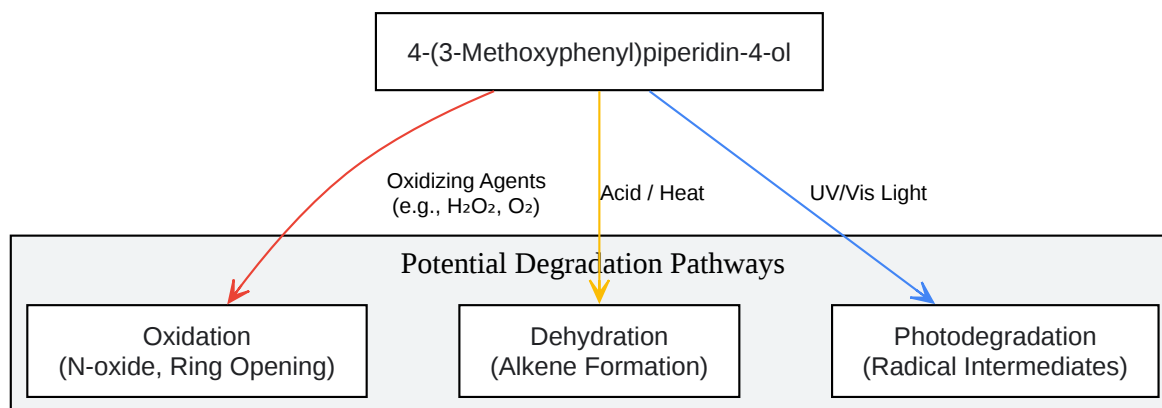 4-(3-Methoxyphenyl)piperidin-4-ol
Oxidizing Agents
(e.g., H₂O₂, O₂)
Acid / Heat
UV/Vis Light
Potential Degradation Pathways
Oxidation
(N-oxide, Ring Opening)
Dehydration
(Alkene Formation)
Photodegradation
(Radical Intermediates)